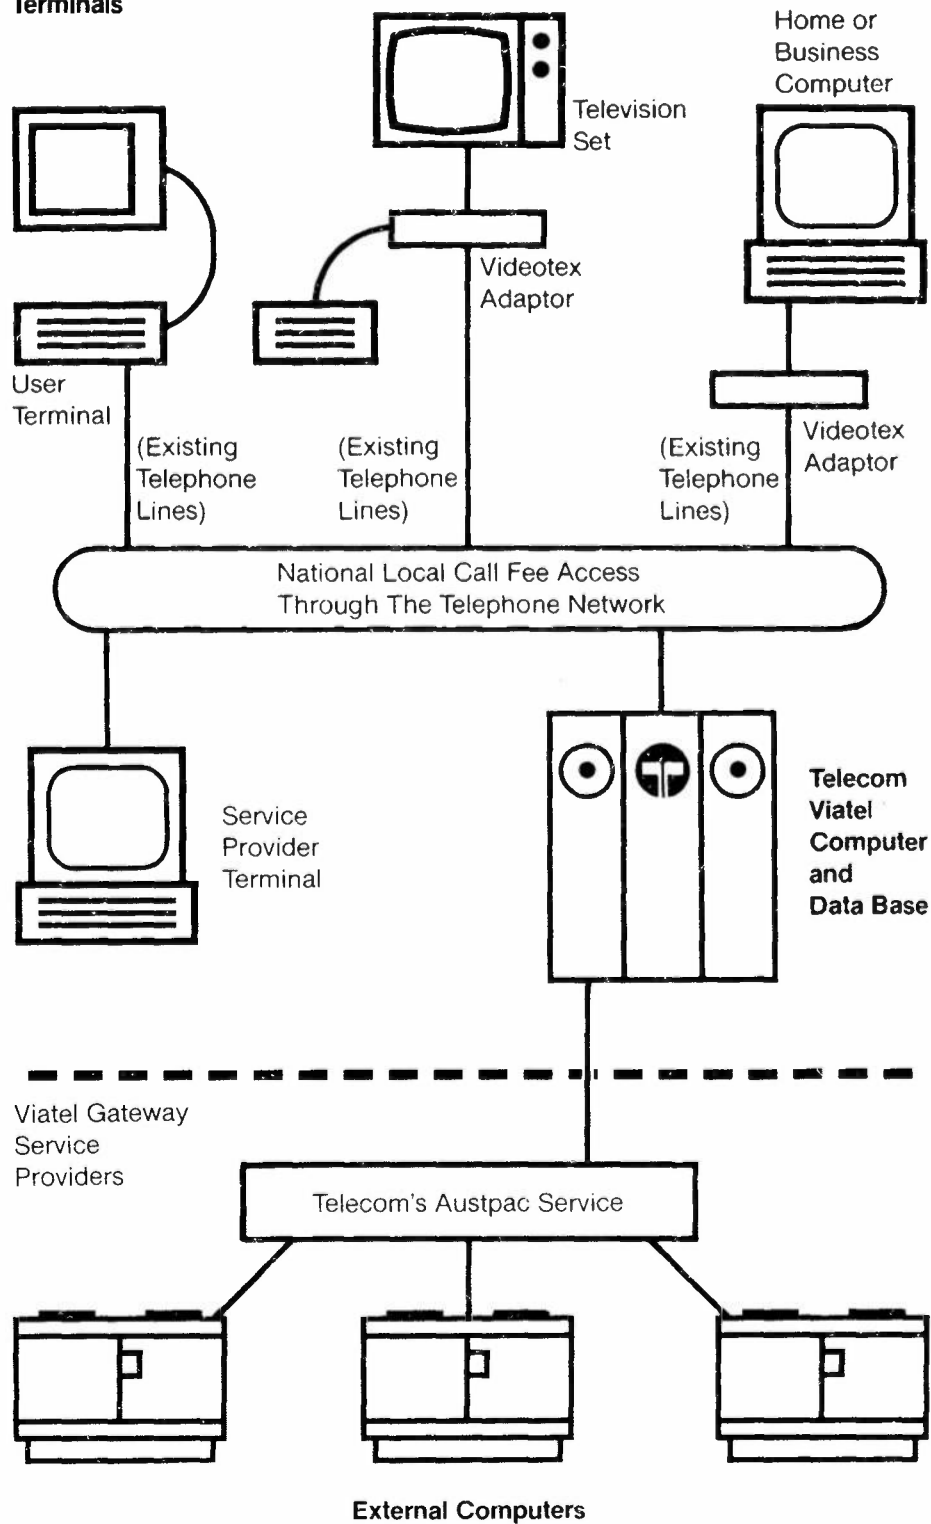 Terminals
Home or
Business
Computer
Television
Set
Videotex
Adaptor
User
Terminal
Videotex
Adaptor
(Existing
Telephone
Lines)
(Existing
Telephone
Lines)
(Existing
Telephone
Lines)
National Local Call Fee Access
Through The Telephone Network
Service
Provider
Terminal
Telecom
Viatel
Computer
and
Data Base
Viatel Gateway
Service
Providers
Telecom's Austpac Service
External Computers